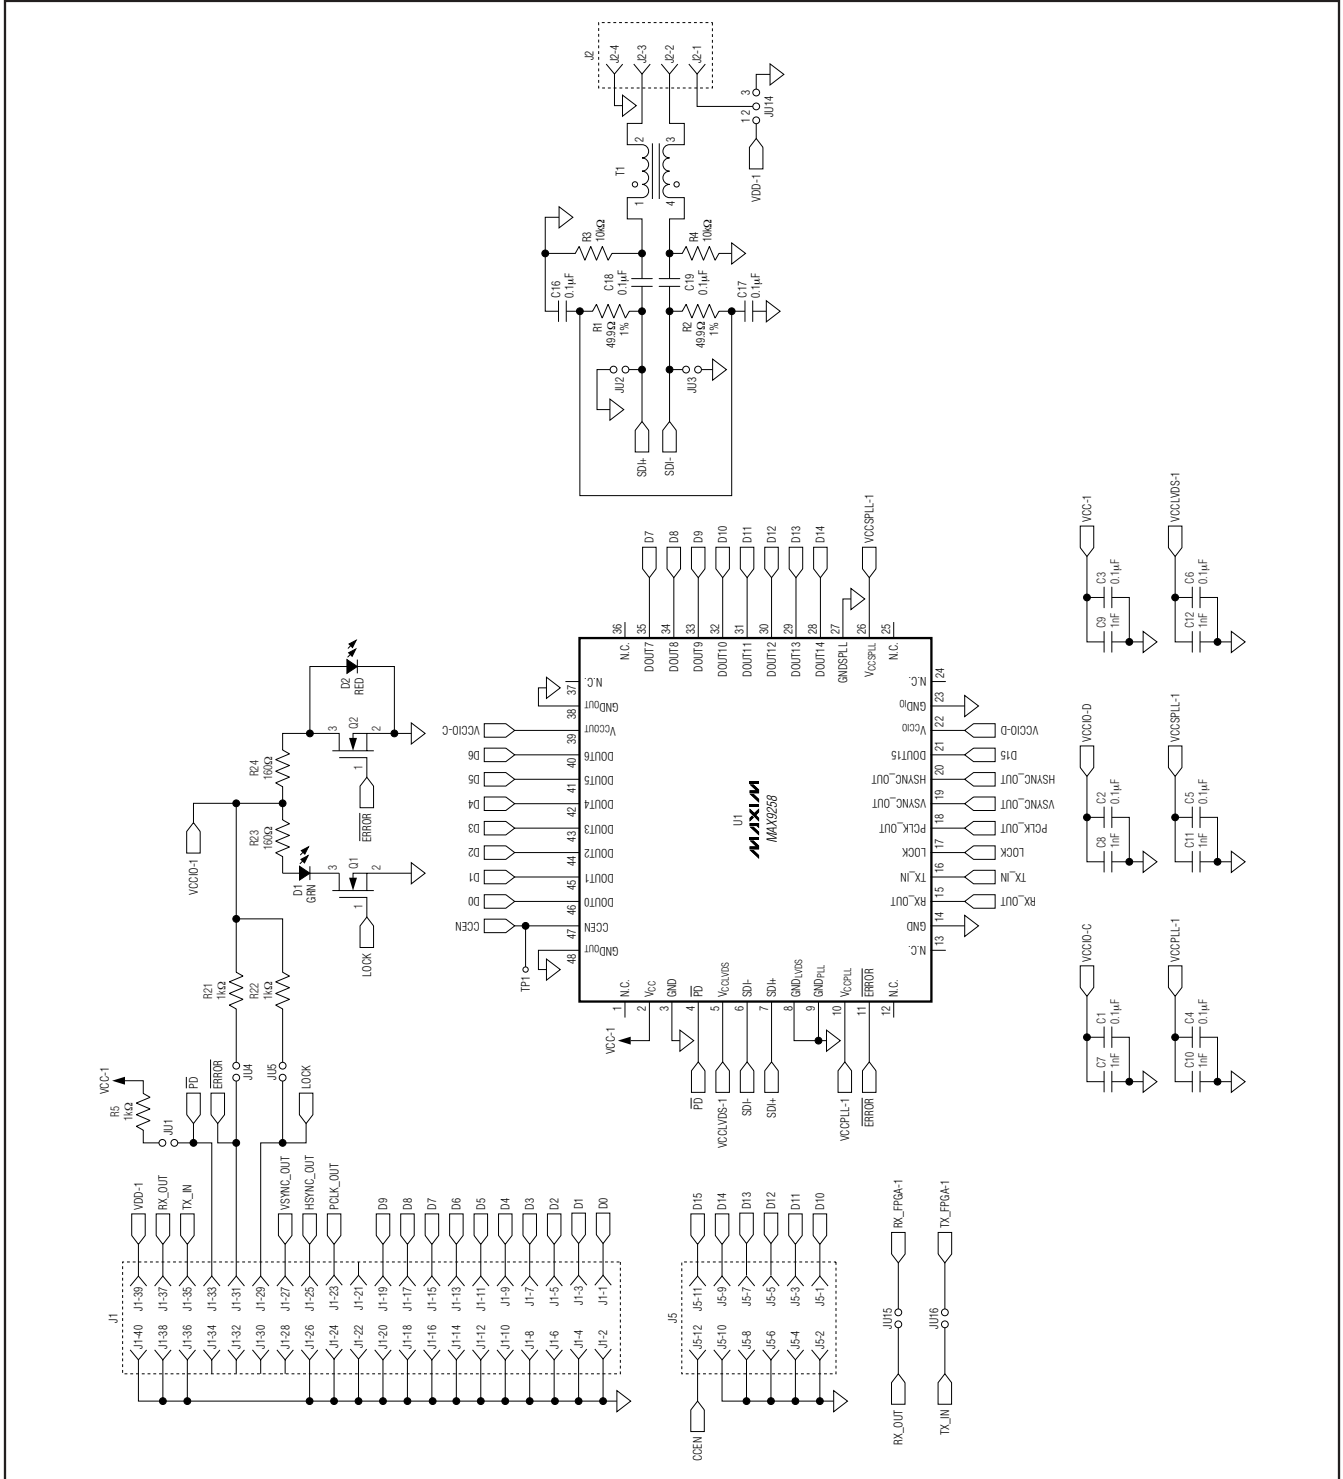 J2
J2-4
J2-3
J2-2
J2-1
1 2 3
JU14
VDD-1
T1
2
3
1
4
R3
10kΩ
R4
10kΩ
C16
0.1μF
C18
0.1μF
C19
0.1μF
C17
0.1μF
R1
49.9Ω
1%
R2
49.9Ω
1%
JU2
JU3
SDI+
SDI-
D7
D8
D9
D10
D11
D12
D13
D14
VCCSPLL-1
36
35
34
33
32
31
30
29
28
27
26
25
N.C.
DOUT7
DOUT8
DOUT9
DOUT10
DOUT11
DOUT12
DOUT13
DOUT14
GNDSPLL
VCCSPLL
N.C.
VCCIO-C
D6
D5
D4
D3
D2
D1
D0
CCEN
TP1
37
38
39
40
41
42
43
44
45
46
47
48
N.C.
GNDOUT
VCCOUT
DOUT6
DOUT5
DOUT4
DOUT3
DOUT2
DOUT1
DOUT0
CCEN
GNDOUT
U1
MAXIM
MAX9258
N.C.
GNDIO
VCCIO
DOUT15
HSYNC_OUT
VSYNC_OUT
PCLK_OUT
LOCK
TX_IN
RX_OUT
GND
N.C.
24
23
22
21
20
19
18
17
16
15
14
13
VCCIO-D
D15
HSYNC_OUT
VSYNC_OUT
PCLK_OUT
LOCK
TX_IN
RX_OUT
N.C.
VCC
GND
PD
VCCLVDS
SDI-
SDI+
GNDLVDS
GNDPLL
VCCPLL
ERROR
N.C.
1
2
3
4
5
6
7
8
9
10
11
12
VCC-1
PD
VCCLVDS-1
SDI-
SDI+
VCCPLL-1
ERROR
D2
RED
Q2
3
2
1
R24
160Ω
ERROR
R23
160Ω
VCCIO-1
D1
GRN
Q1
3
2
1
LOCK
R21
1kΩ
R22
1kΩ
JU4
JU5
VCC-1
R5
1kΩ
JU1
PD
ERROR
LOCK
VDD-1
RX_OUT
TX_IN
VSYNC_OUT
HSYNC_OUT
PCLK_OUT
D9
D8
D7
D6
D5
D4
D3
D2
D1
D0
J1
J1-39
J1-37
J1-35
J1-33
J1-31
J1-29
J1-27
J1-25
J1-23
J1-21
J1-19
J1-17
J1-15
J1-13
J1-11
J1-9
J1-7
J1-5
J1-3
J1-1
J1-40
J1-38
J1-36
J1-34
J1-32
J1-30
J1-28
J1-26
J1-24
J1-22
J1-20
J1-18
J1-16
J1-14
J1-12
J1-10
J1-8
J1-6
J1-4
J1-2
D15
D14
D13
D12
D11
D10
J5
J5-11
J5-9
J5-7
J5-5
J5-3
J5-1
J5-12
J5-10
J5-8
J5-6
J5-4
J5-2
CCEN
RX_FPGA-1
JU15
RX_OUT
TX_FPGA-1
JU16
TX_IN
VCC-1
C3
0.1μF
C9
1nF
VCCLVDS-1
C6
0.1μF
C12
1nF
VCCIO-D
C2
0.1μF
C8
1nF
VCCSPLL-1
C5
0.1μF
C11
1nF
VCCIO-C
C1
0.1μF
C7
1nF
VCCPLL-1
C4
0.1μF
C10
1nF